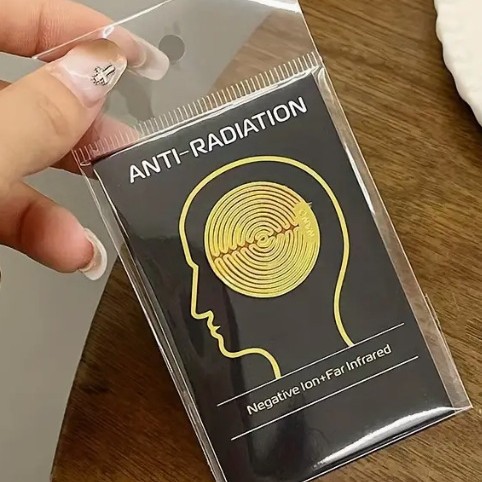 ANTI-RADIATION
Negative Ion+Far Infrared